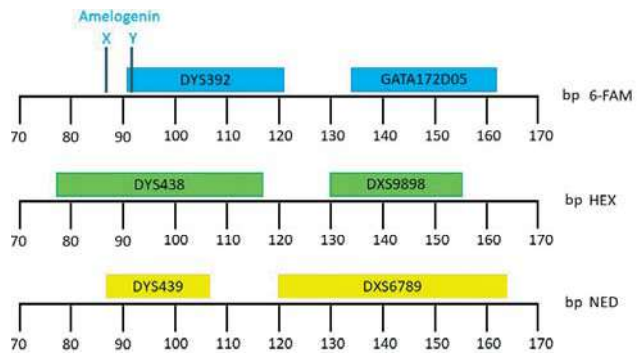 Amelogenin
X Y
DYS392 GATA172D05
bp 6-FAM
70 80 90 100 110 120 130 140 150 160 170
DYS438 DXS9898
bp HEX
70 80 90 100 110 120 130 140 150 160 170
DYS439 DXS6789
bp NED
70 80 90 100 110 120 130 140 150 160 170